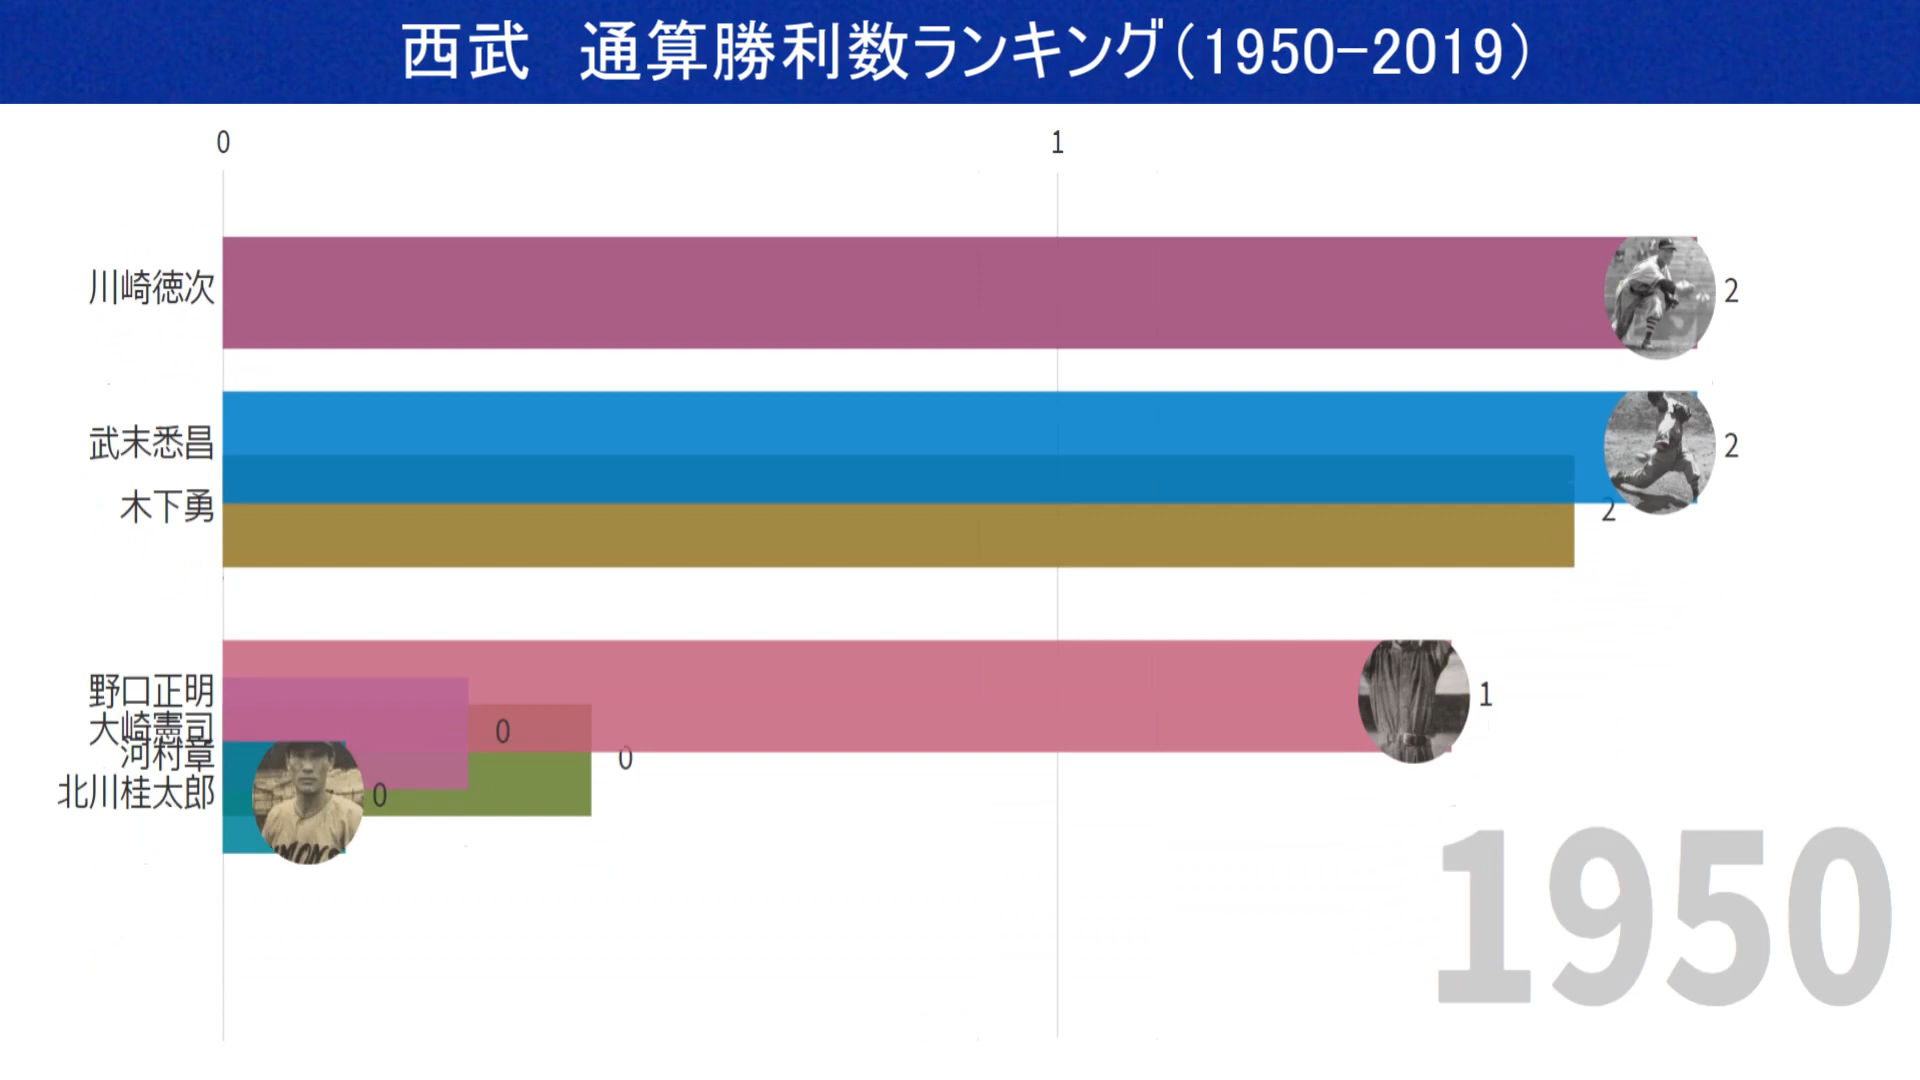 西武 通算勝利数ランキング(1950-2019)
0 1
川崎徳次 2
武末悉昌 2
木下勇 2
野口正明 1
大崎憲司 0
河村章 0
北川桂太郎 0
1950